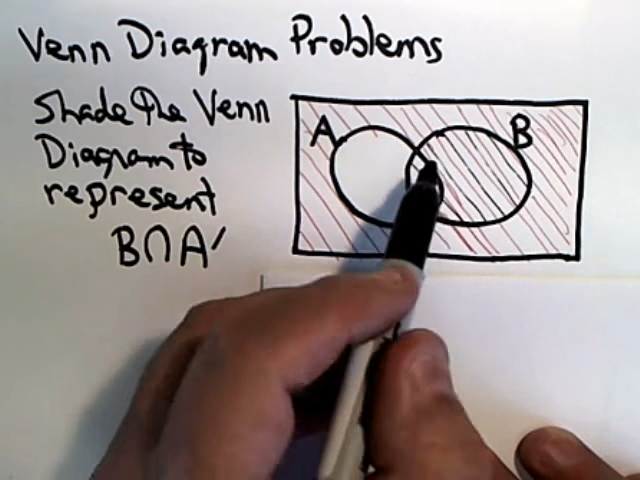 Venn Diagram Problems
Shade the Venn
Diagram to
represent
B∩A′
A
B